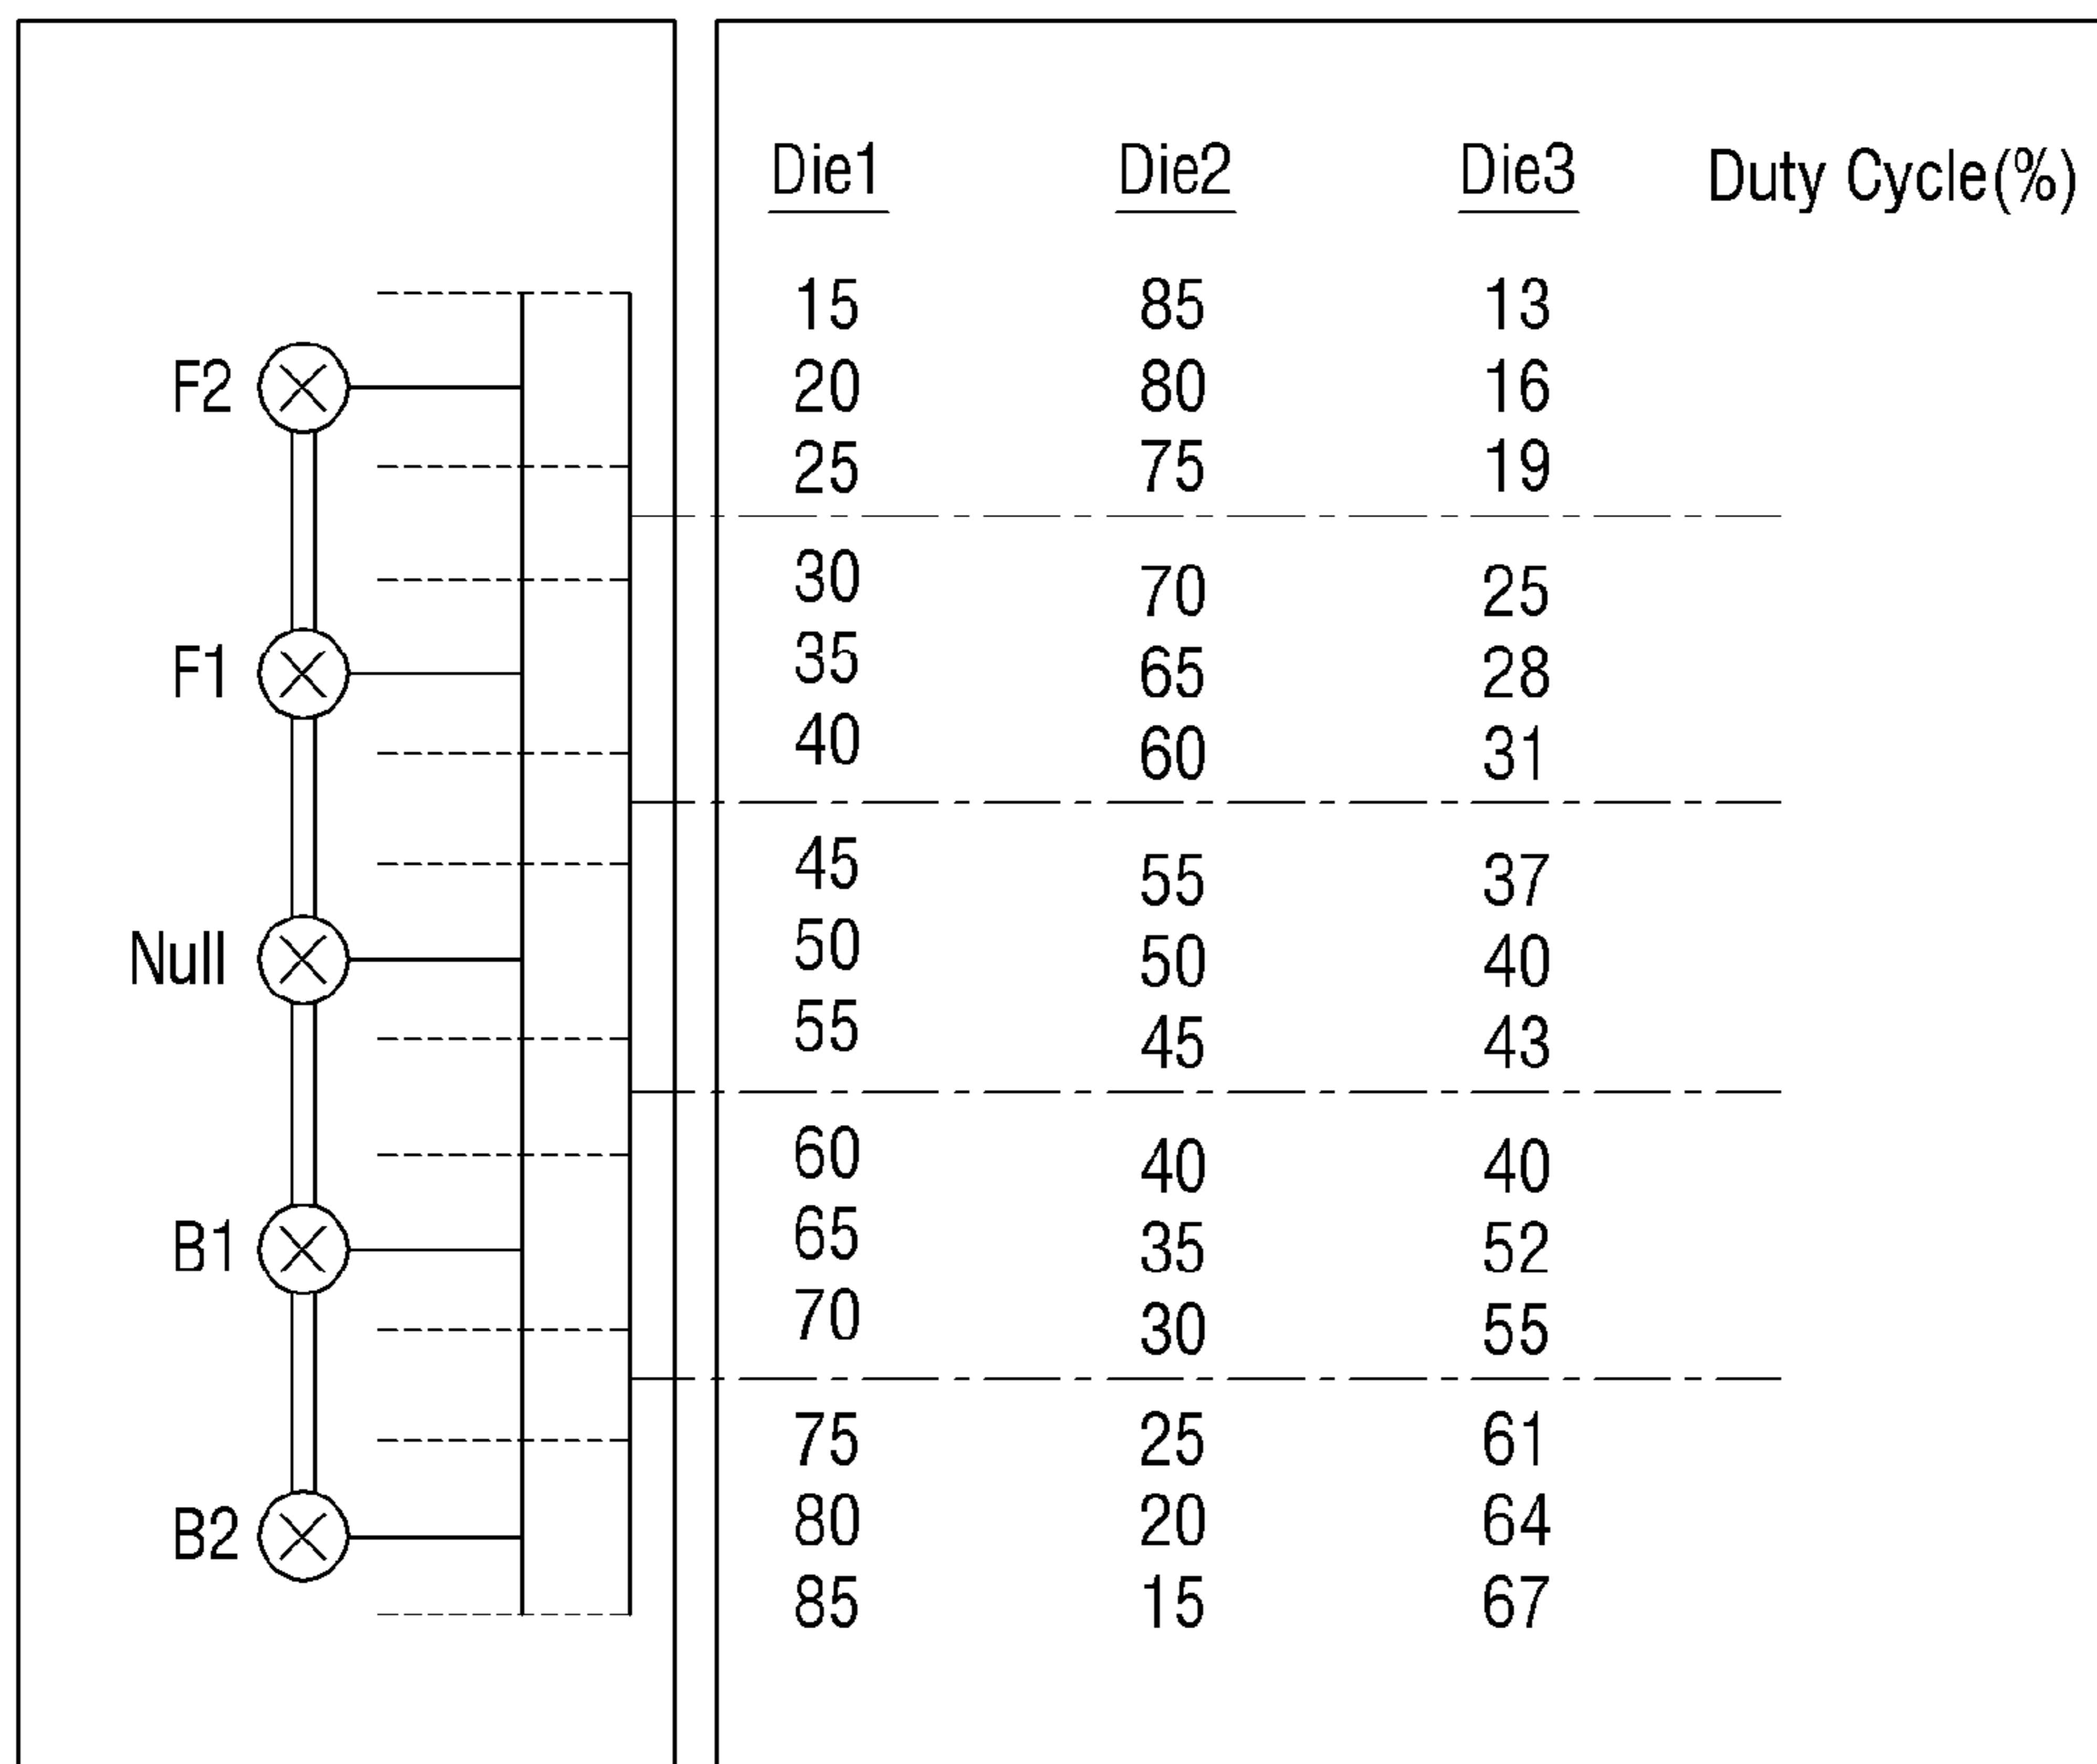 Die1 Die2 Die3 Duty Cycle(%)
15 85 13
F2 20 80 16
25 75 19
30 70 25
F1 35 65 28
40 60 31
45 55 37
Null 50 50 40
55 45 43
60 40 40
B1 65 35 52
70 30 55
75 25 61
B2 80 20 64
85 15 67